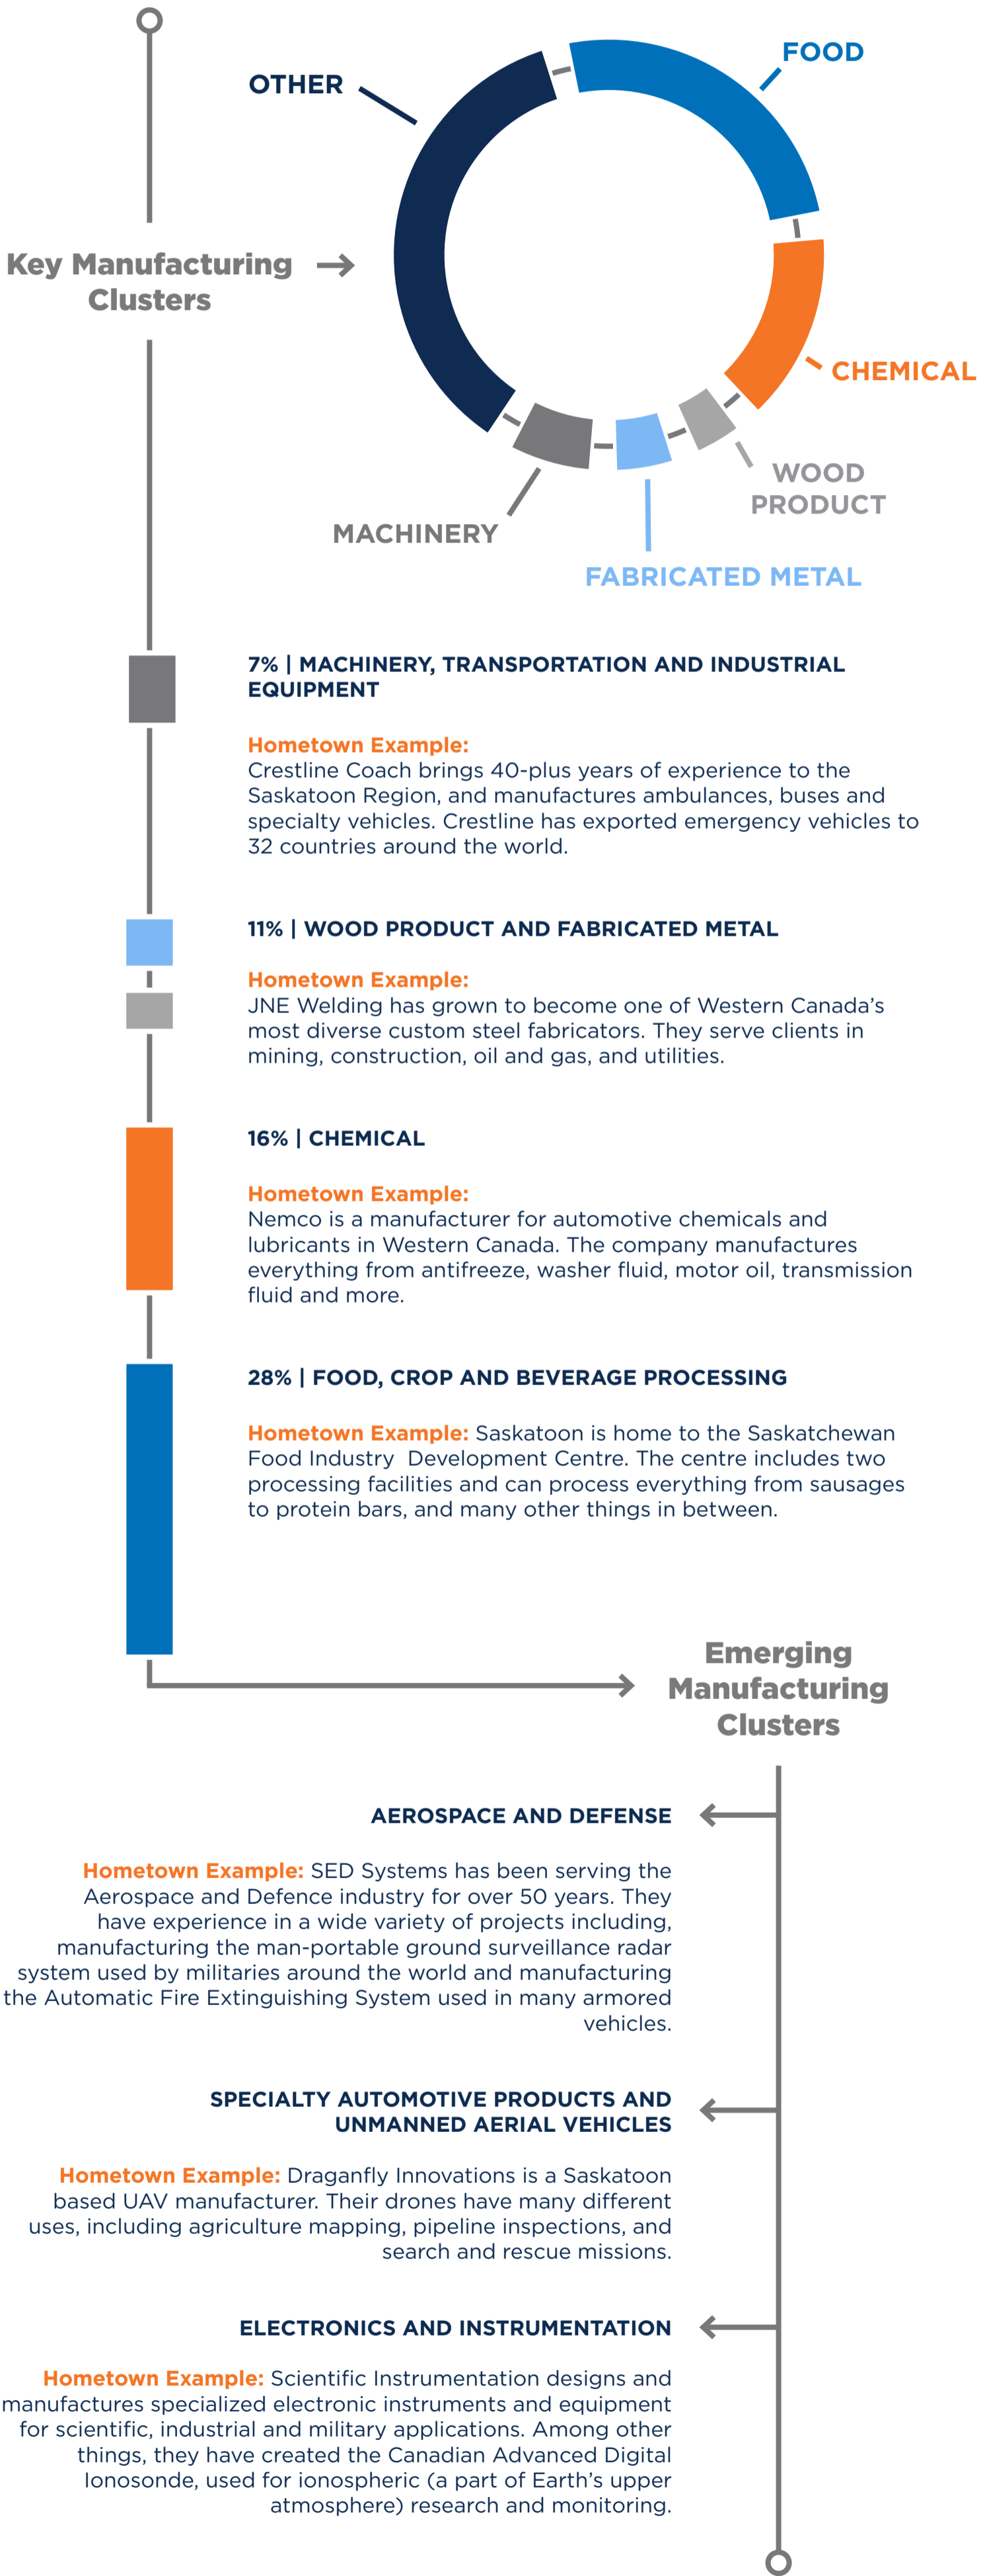 FOOD
OTHER
Key Manufacturing
Clusters
CHEMICAL
WOOD
PRODUCT
MACHINERY
FABRICATED METAL
7% | MACHINERY, TRANSPORTATION AND INDUSTRIAL
EQUIPMENT
Hometown Example:
Crestline Coach brings 40-plus years of experience to the
Saskatoon Region, and manufactures ambulances, buses and
specialty vehicles. Crestline has exported emergency vehicles to
32 countries around the world.
11% | WOOD PRODUCT AND FABRICATED METAL
Hometown Example:
JNE Welding has grown to become one of Western Canada’s
most diverse custom steel fabricators. They serve clients in
mining, construction, oil and gas, and utilities.
16% | CHEMICAL
Hometown Example:
Nemco is a manufacturer for automotive chemicals and
lubricants in Western Canada. The company manufactures
everything from antifreeze, washer fluid, motor oil, transmission
fluid and more.
28% | FOOD, CROP AND BEVERAGE PROCESSING
Hometown Example: Saskatoon is home to the Saskatchewan
Food Industry  Development Centre. The centre includes two
processing facilities and can process everything from sausages
to protein bars, and many other things in between.
Emerging
Manufacturing
Clusters
AEROSPACE AND DEFENSE
Hometown Example: SED Systems has been serving the
Aerospace and Defence industry for over 50 years. They
have experience in a wide variety of projects including,
manufacturing the man-portable ground surveillance radar
system used by militaries around the world and manufacturing
the Automatic Fire Extinguishing System used in many armored
vehicles.
SPECIALTY AUTOMOTIVE PRODUCTS AND
UNMANNED AERIAL VEHICLES
Hometown Example: Draganfly Innovations is a Saskatoon
based UAV manufacturer. Their drones have many different
uses, including agriculture mapping, pipeline inspections, and
search and rescue missions.
ELECTRONICS AND INSTRUMENTATION
Hometown Example: Scientific Instrumentation designs and
manufactures specialized electronic instruments and equipment
for scientific, industrial and military applications. Among other
things, they have created the Canadian Advanced Digital
Ionosonde, used for ionospheric (a part of Earth’s upper
atmosphere) research and monitoring.